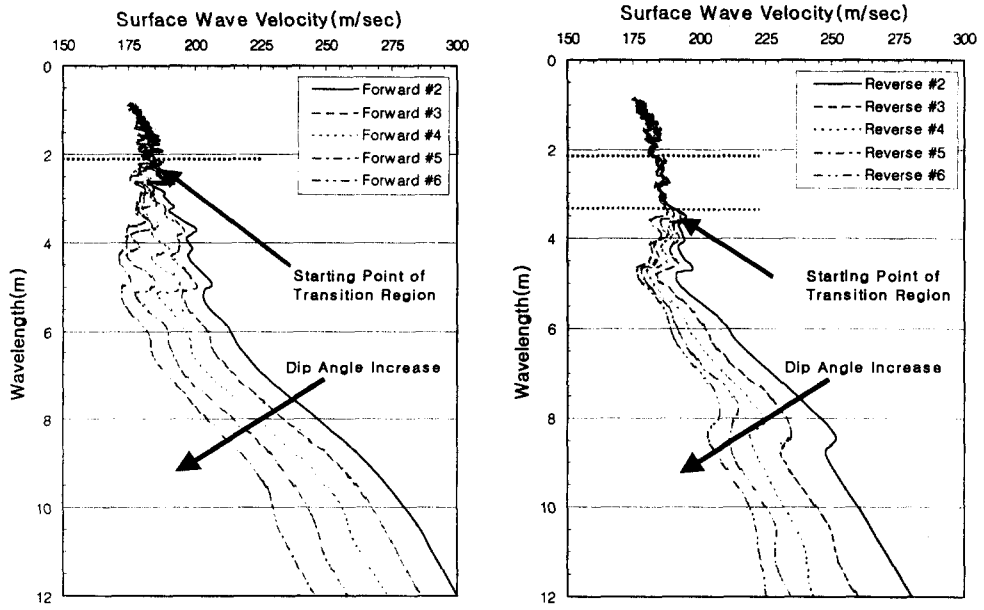 Surface Wave Velocity(m/sec)
150 175 200 225 250 275 300
0
2
4
6
8
10
12
Wavelength(m)
Forward #2
Forward #3
Forward #4
Forward #5
Forward #6
Starting Point of
Transition Region
Dip Angle Increase
Surface Wave Velocity(m/sec)
150 175 200 225 250 275 300
0
2
4
6
8
10
12
Wavelength(m)
Reverse #2
Reverse #3
Reverse #4
Reverse #5
Reverse #6
Starting Point of
Transition Region
Dip Angle Increase